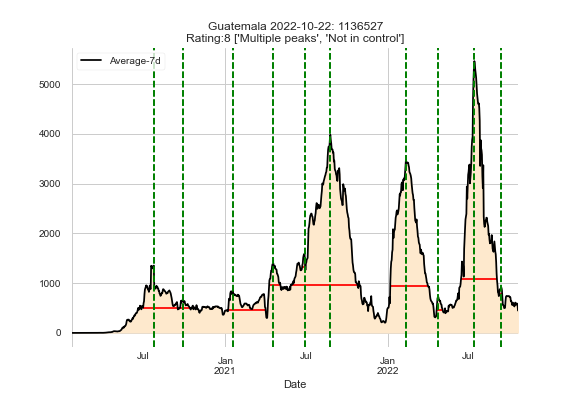 Guatemala 2022-10-22: 1136527
Rating:8 ['Multiple peaks', 'Not in control']
Average-7d
5000
4000
3000
2000
1000
0
Jul
Jan
2021
Jul
Jan
2022
Jul
Date